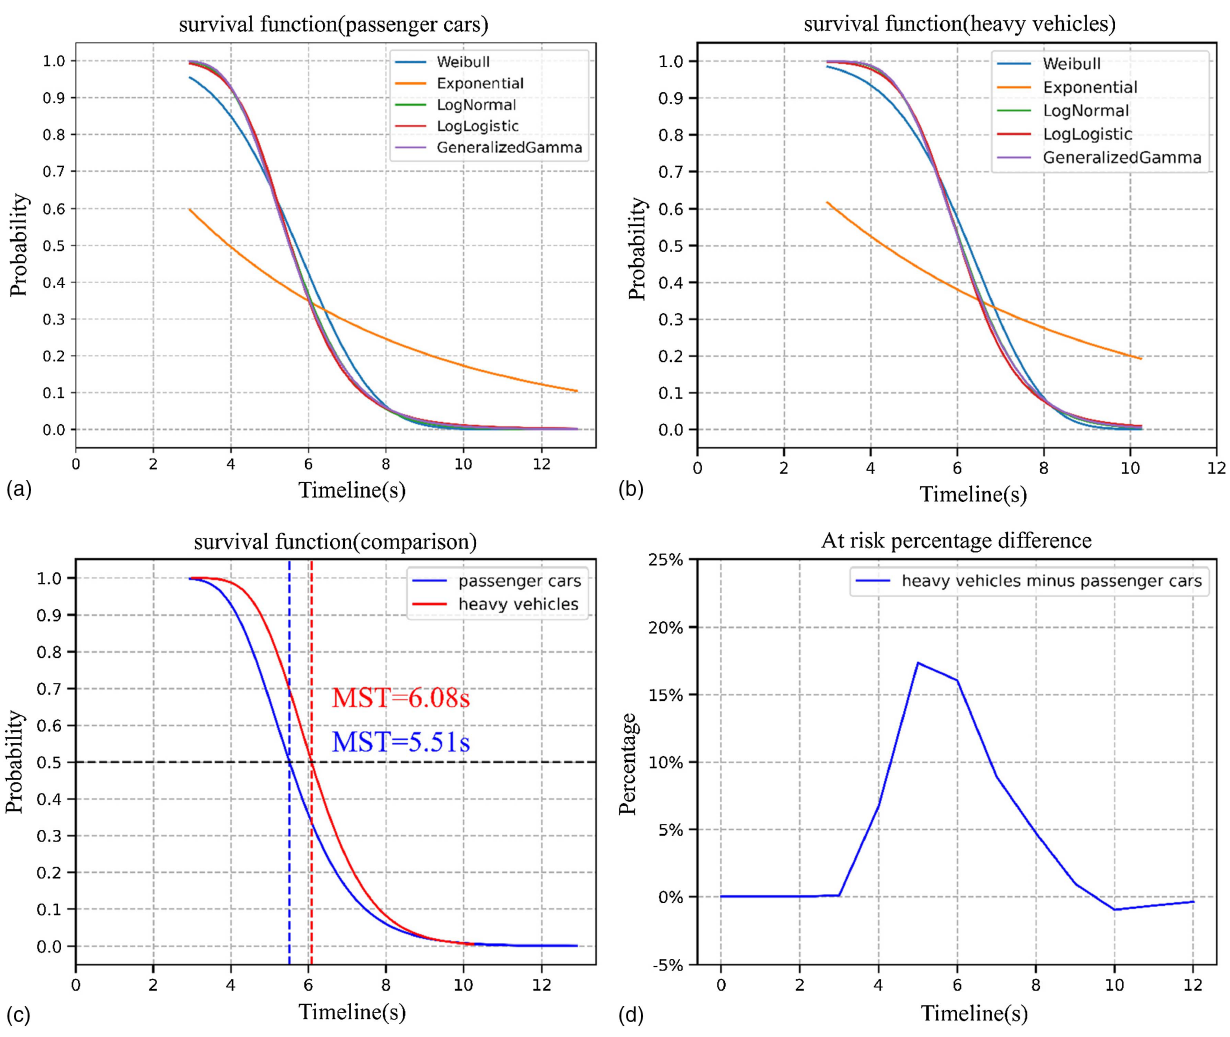 survival function(passenger cars)
1.0
0.9
0.8
0.7
0.6
0.5
0.4
0.3
0.2
0.1
0.0
Probability
Weibull
Exponential
LogNormal
LogLogistic
GeneralizedGamma
0 2 4 6 8 10 12
Timeline(s)
(a)
survival function(heavy vehicles)
1.0
0.9
0.8
0.7
0.6
0.5
0.4
0.3
0.2
0.1
0.0
Probability
Weibull
Exponential
LogNormal
LogLogistic
GeneralizedGamma
0 2 4 6 8 10 12
Timeline(s)
(b)
survival function(comparison)
1.0
0.9
0.8
0.7
0.6
0.5
0.4
0.3
0.2
0.1
0.0
Probability
passenger cars
heavy vehicles
MST=6.08s
MST=5.51s
0 2 4 6 8 10 12
Timeline(s)
(c)
At risk percentage difference
25%
20%
15%
10%
5%
0%
-5%
Percentage
heavy vehicles minus passenger cars
0 2 4 6 8 10 12
Timeline(s)
(d)